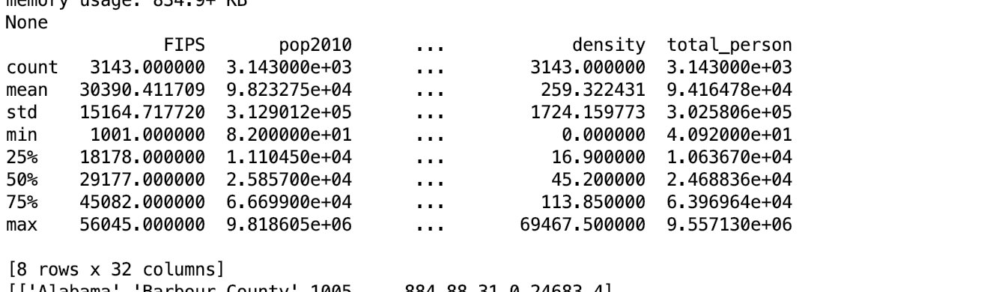 memory usage: 834.9+ KB
None
FIPS pop2010 ... density total_person
count 3143.000000 3.143000e+03 ... 3143.000000 3.143000e+03
mean 30390.411709 9.823275e+04 ... 259.322431 9.416478e+04
std 15164.717720 3.129012e+05 ... 1724.159773 3.025806e+05
min 1001.000000 8.200000e+01 ... 0.000000 4.092000e+01
25% 18178.000000 1.110450e+04 ... 16.900000 1.063670e+04
50% 29177.000000 2.585700e+04 ... 45.200000 2.468836e+04
75% 45082.000000 6.669900e+04 ... 113.850000 6.396964e+04
max 56045.000000 9.818605e+06 ... 69467.500000 9.557130e+06
[8 rows x 32 columns]
[['Alabama' 'Barbour County' 1005 ... 884.88 31.0 24683.4]